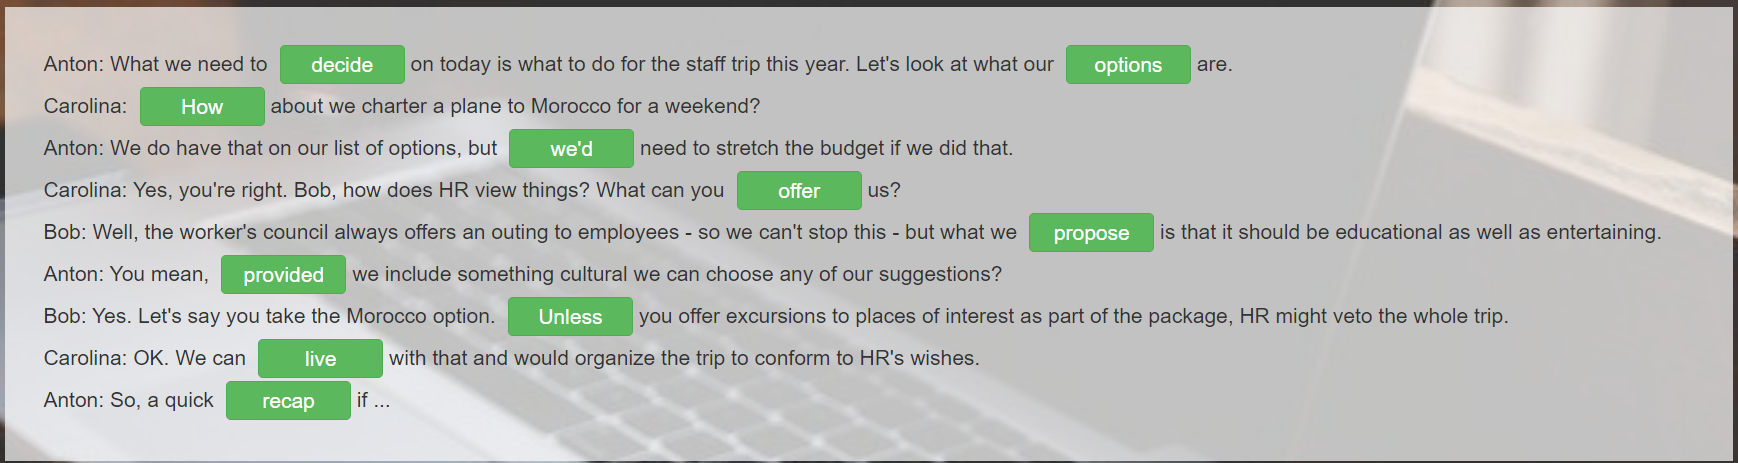 Anton: What we need to decide on today is what to do for the staff trip this year. Let's look at what our options are.
Carolina: How about we charter a plane to Morocco for a weekend?
Anton: We do have that on our list of options, but we'd need to stretch the budget if we did that.
Carolina: Yes, you're right. Bob, how does HR view things? What can you offer us?
Bob: Well, the worker's council always offers an outing to employees - so we can't stop this - but what we propose is that it should be educational as well as entertaining.
Anton: You mean, provided we include something cultural we can choose any of our suggestions?
Bob: Yes. Let's say you take the Morocco option. Unless you offer excursions to places of interest as part of the package, HR might veto the whole trip.
Carolina: OK. We can live with that and would organize the trip to conform to HR's wishes.
Anton: So, a quick recap if ...